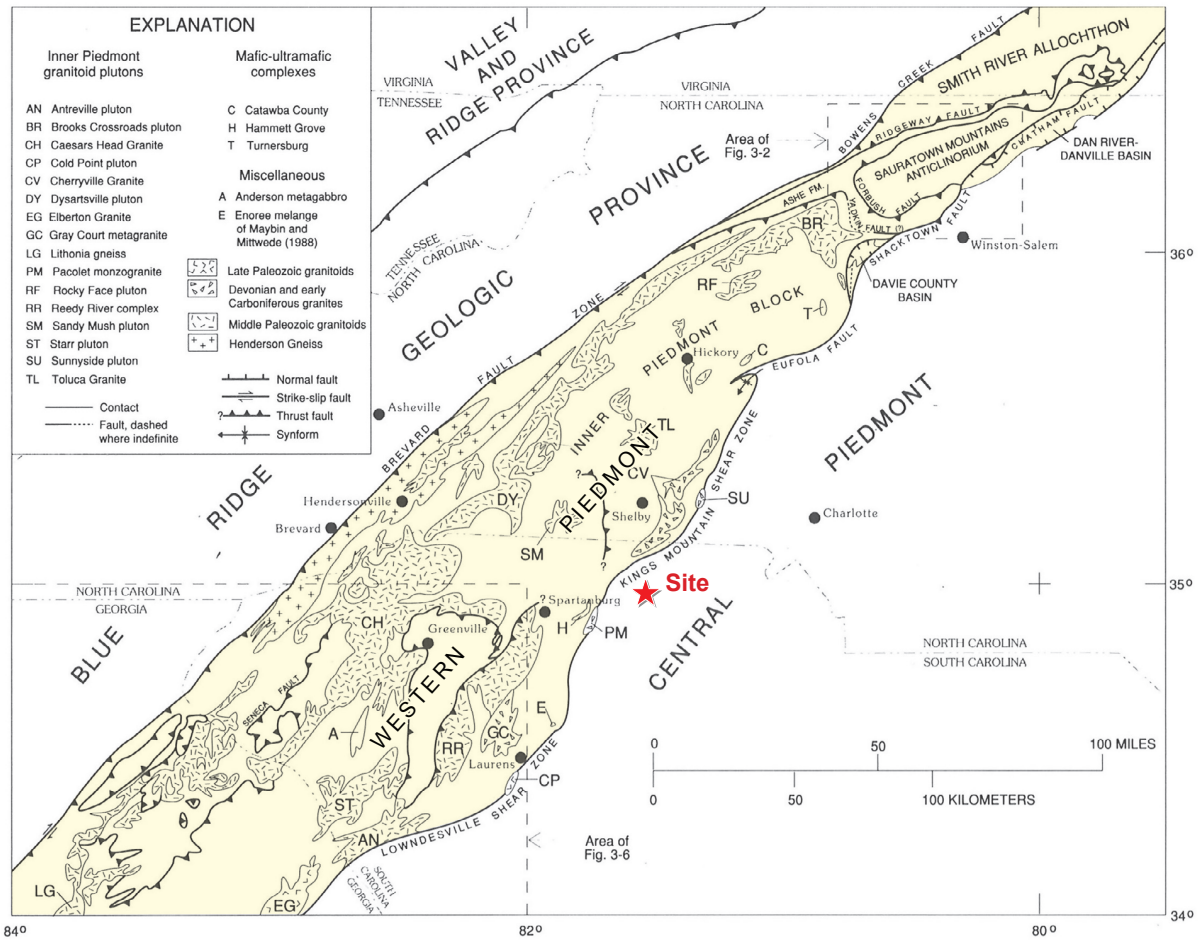 EXPLANATION
Inner Piedmont
granitoid plutons
AN Antreville pluton
BR Brooks Crossroads pluton
CH Caesars Head Granite
CP Cold Point pluton
CV Cherryville Granite
DY Dysartsville pluton
EG Elberton Granite
GC Gray Court metagranite
LG Lithonia gneiss
PM Pacolet monzogranite
RF Rocky Face pluton
RR Reedy River complex
SM Sandy Mush pluton
ST Starr pluton
SU Sunnyside pluton
TL Toluca Granite
Contact
Fault, dashed
where indefinite
Mafic-ultramafic
complexes
C Catawba County
H Hammett Grove
T Turnersburg
Miscellaneous
A Anderson metagabbro
E Enoree melange
of Maybin and
Mittwede (1988)
Late Paleozoic granitoids
Devonian and early
Carboniferous granites
Middle Paleozoic granitoids
Henderson Gneiss
Normal fault
Strike-slip fault
? Thrust fault
Synform
VALLEY
AND
RIDGE PROVINCE
VIRGINIA
TENNESSEE
VIRGINIA
NORTH CAROLINA
TENNESSEE
NORTH CAROLINA
BLUE RIDGE GEOLOGIC PROVINCE
Area of
Fig. 3-2
BOWENS CREEK FAULT
SMITH RIVER ALLOCHTHON
RIDGEWAY FAULT
SAURATOWN MOUNTAINS
ANTICLINORIUM
CHATHAM FAULT
DAN RIVER-
DANVILLE BASIN
FORBUSH FAULT
ASHE FM.
YADKIN FAULT (?)
SHACKTOWN FAULT
Winston-Salem
36º
DAVIE COUNTY
BASIN
BR
RF
T
INNER PIEDMONT BLOCK
Hickory
C
EUFOLA FAULT
BREVARD FAULT ZONE
Asheville
TL
CV
?
WESTERN PIEDMONT
CENTRAL PIEDMONT
Hendersonville
Brevard
DY
Shelby
SU
Charlotte
SM
?
KINGS MOUNTAIN SHEAR ZONE
Site
35º
NORTH CAROLINA
GEORGIA
? Spartanburg
CH
Greenville
H
PM
NORTH CAROLINA
SOUTH CAROLINA
SENECA FAULT
A
E
RR
GC
Laurens
CP
ST
AN
LOWNDESVILLE SHEAR ZONE
Area of
Fig. 3-6
SOUTH CAROLINA
GEORGIA
LG
EG
0 50 100 MILES
0 50 100 KILOMETERS
34º
84º
82º
80º